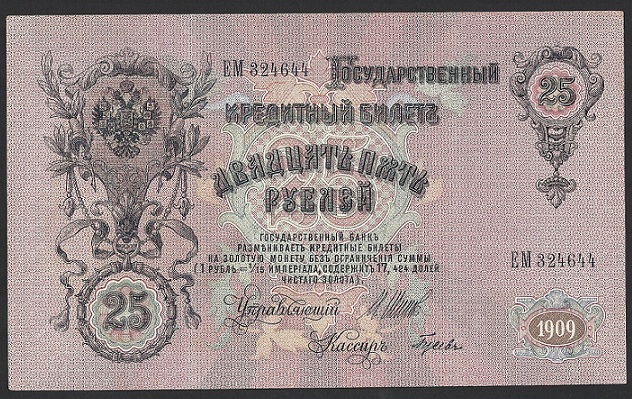 ЕМ 324644
Государственный
25
Кредитный Билетъ
Двадцать пять
рублей
ГОСУДАРСТВЕННЫЙ БАНКЪ
РАЗМѢНИВАЕТЪ КРЕДИТНЫЕ БИЛЕТЫ
НА ЗОЛОТУЮ МОНЕТУ БЕЗЪ ОГРАНИЧЕНІЯ СУММЫ
(1 РУБЛЬ = 1/15 ИМПЕРІАЛА, СОДЕРЖИТЪ 17, 424 ДОЛЕЙ
ЧИСТАГО ЗОЛОТА).
ЕМ 324644
25
Управляющій
Кассиръ
1909